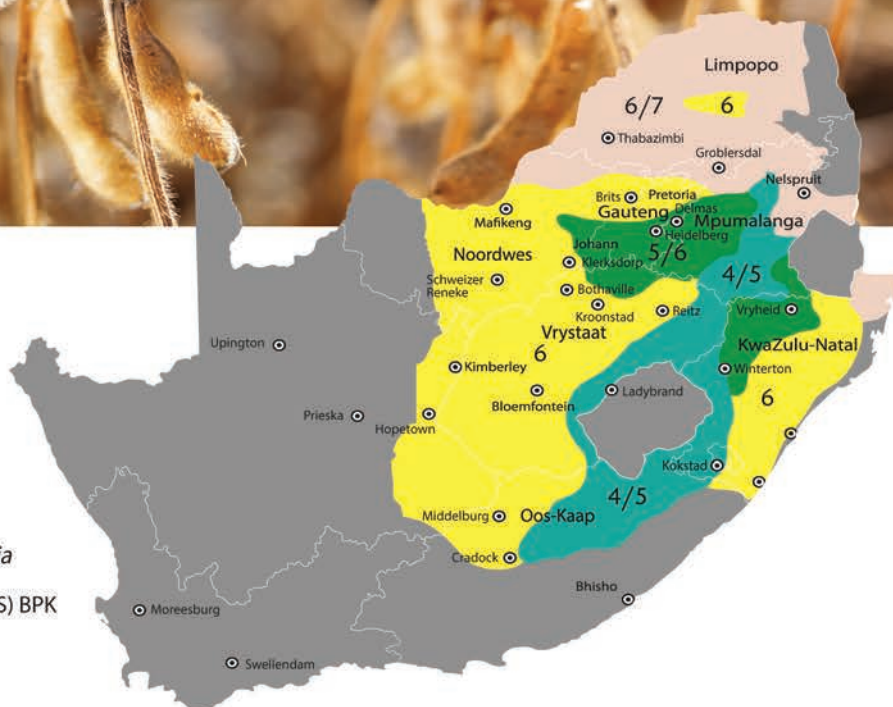 Limpopo
6/7
6
Thabazimbi
Groblersdal
Nelspruit
Brits
Pretoria
Gauteng
Delmas
Mpumalanga
Mafikeng
Heidelberg
Johann
5/6
Noordwes
Klerksdorp
4/5
Schweizer
Reneke
Bothaville
Kroonstad
Reitz
Vryheid
Vrystaat
KwaZulu-Natal
Upington
6
Kimberley
Winterton
Ladybrand
6
Bloemfontein
Prieska
Hopetown
Kokstad
4/5
Middelburg
Oos-Kaap
Cradock
ia
Bhisho
S) BPK
Moreesburg
Swellendam